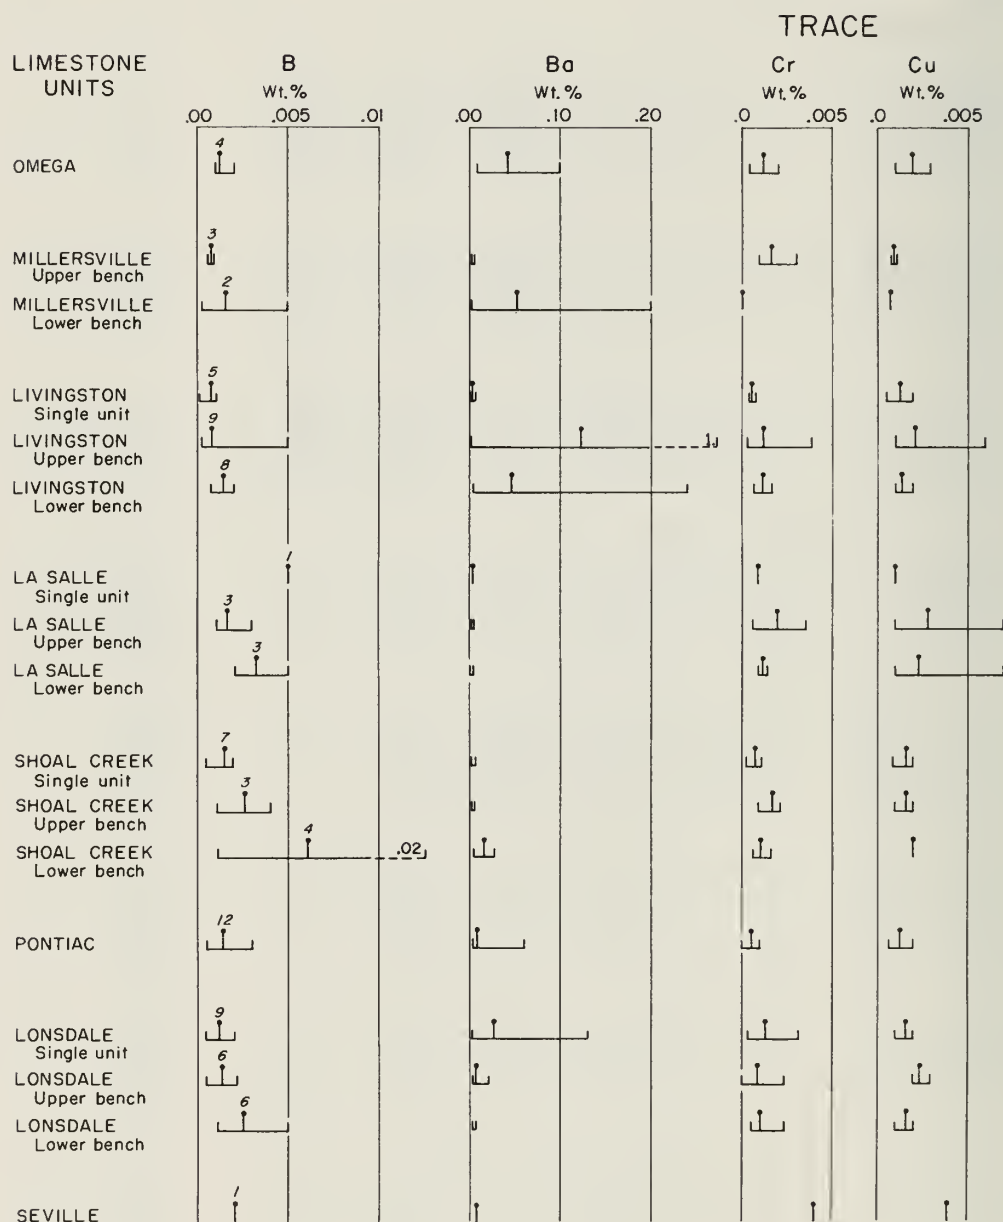 TRACE
LIMESTONE UNITS B Ba Cr Cu
Wt.% Wt.% Wt.% Wt.%
.00 .005 .01 .00 .10 .20 .0 .005 0 .005
4
OMEGA
3
MILLERSVILLE
Upper bench
2
MILLERSVILLE
Lower bench
5
LIVINGSTON
Single unit
9
LIVINGSTON 1.
Upper bench
8
LIVINGSTON
Lower bench
1
LA SALLE
Single unit
3
LA SALLE
Upper bench
3
LA SALLE
Lower bench
7
SHOAL CREEK
Single unit
3
SHOAL CREEK
Upper bench
4
SHOAL CREEK .02
Lower bench
12
PONTIAC
9
LONSDALE
Single unit
6
LONSDALE
Upper bench
6
LONSDALE
Lower bench
1
SEVILLE